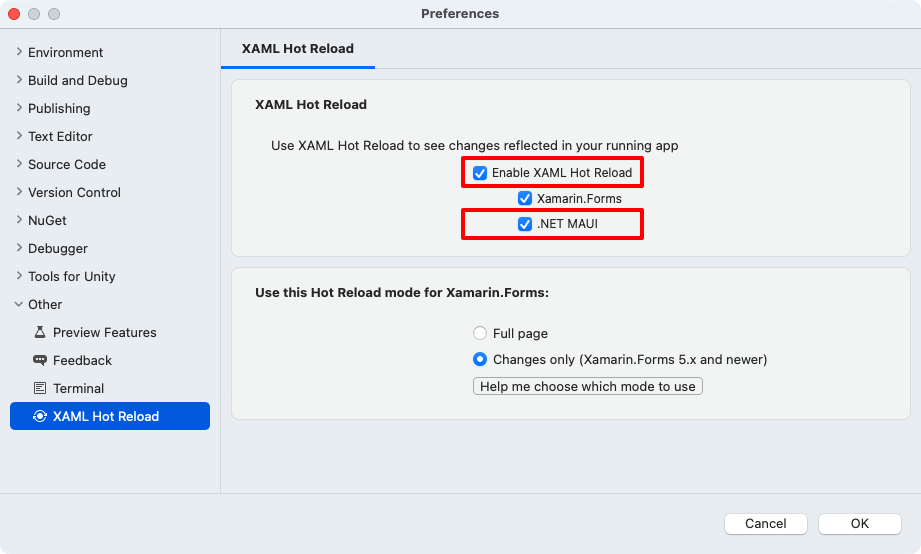 Preferences
Environment
Build and Debug
Publishing
Text Editor
Source Code
Version Control
NuGet
Debugger
Tools for Unity
Other
Preview Features
Feedback
Terminal
XAML Hot Reload
XAML Hot Reload
XAML Hot Reload
Use XAML Hot Reload to see changes reflected in your running app
Enable XAML Hot Reload
Xamarin.Forms
.NET MAUI
Use this Hot Reload mode for Xamarin.Forms:
Full page
Changes only (Xamarin.Forms 5.x and newer)
Help me choose which mode to use
Cancel
OK